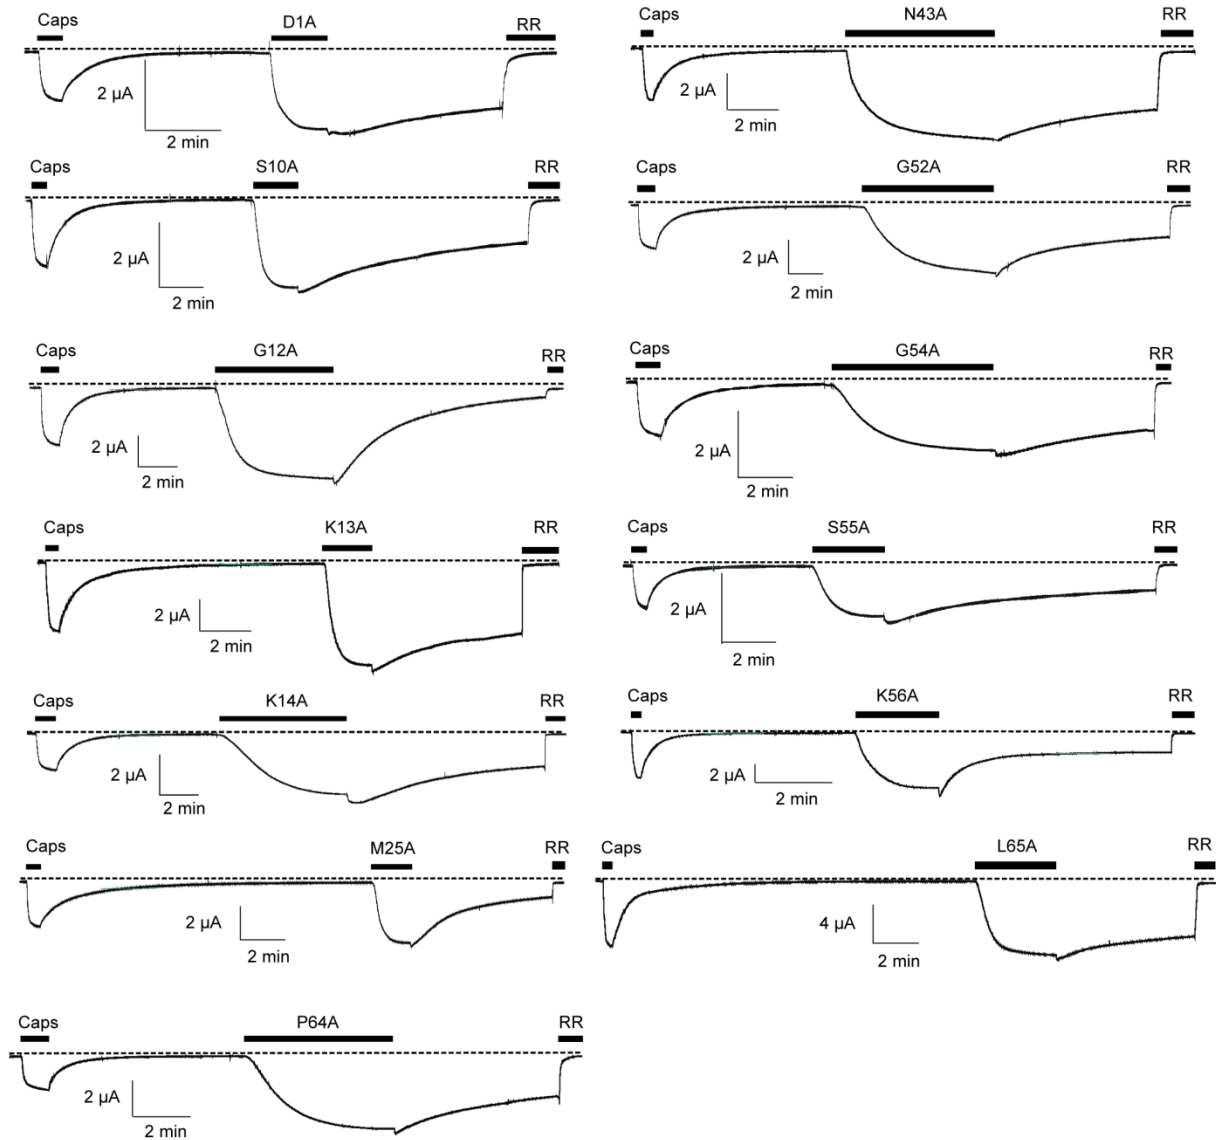 Caps D1A RR
2 µA
2 min
Caps N43A RR
2 µA
2 min
Caps S10A RR
2 µA
2 min
Caps G52A RR
2 µA
2 min
Caps G12A RR
2 µA
2 min
Caps G54A RR
2 µA
2 min
Caps K13A RR
2 µA
2 min
Caps S55A RR
2 µA
2 min
Caps K14A RR
2 µA
2 min
Caps K56A RR
2 µA
2 min
Caps M25A RR
2 µA
2 min
Caps L65A RR
4 µA
2 min
Caps P64A RR
2 µA
2 min